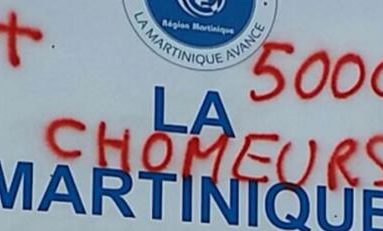 Région Martinique
LA MARTINIQUE AVANCE
+ 5000
LA
CHOMEURS
MARTINIQUE